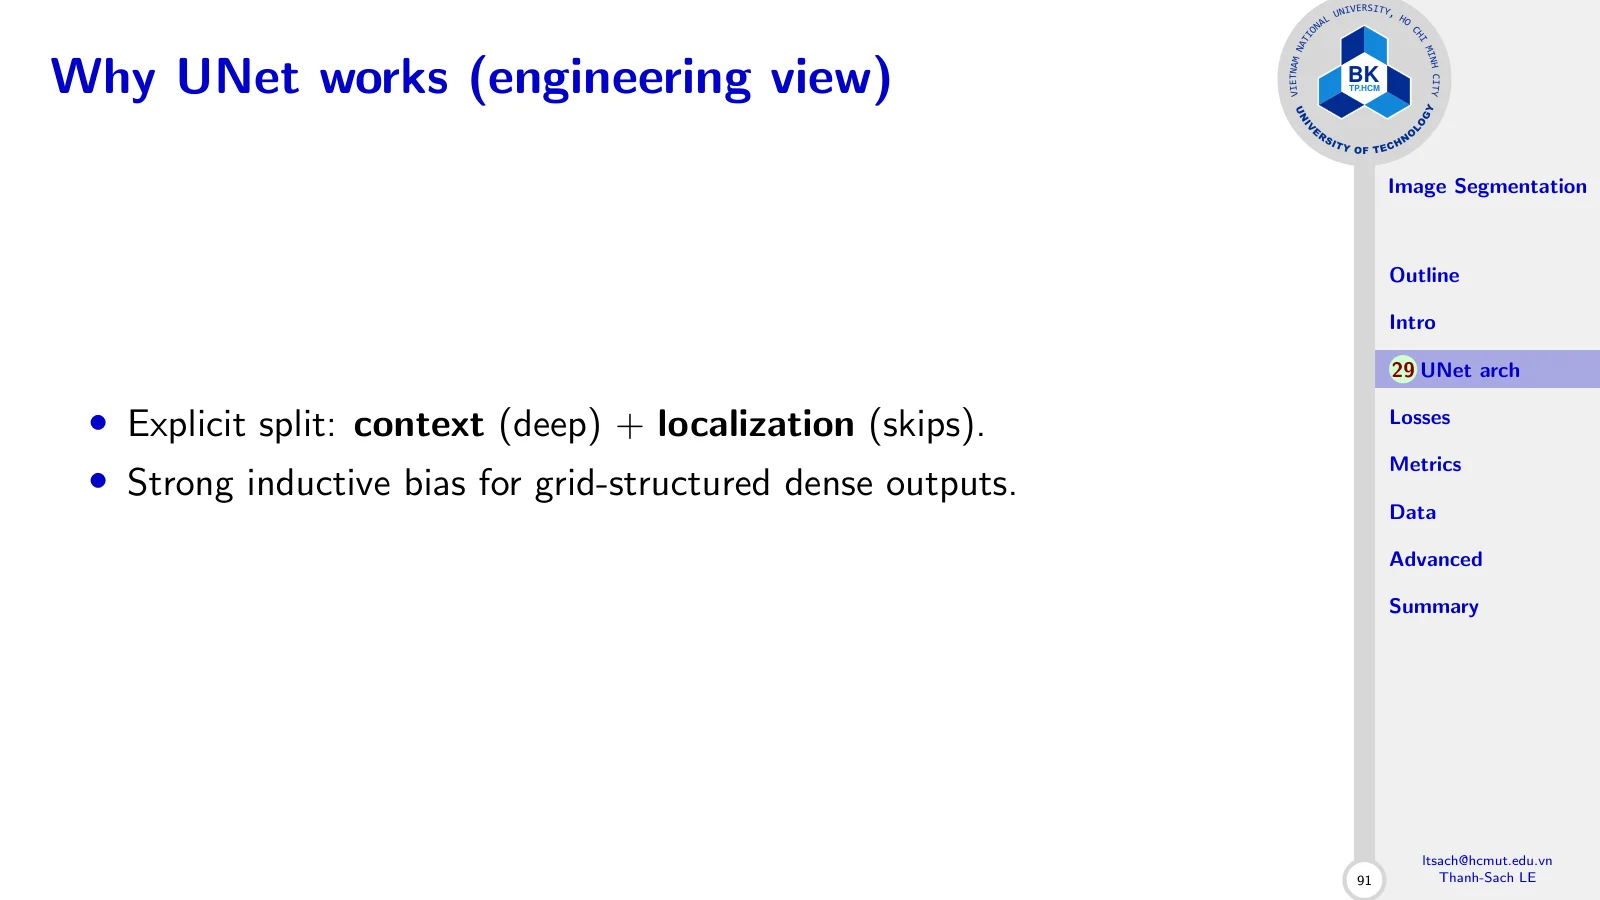 Why UNet works (engineering view)
• Explicit split: context (deep) + localization (skips).
• Strong inductive bias for grid-structured dense outputs.
VIETNAM NATIONAL UNIVERSITY, HO CHI MINH CITY
BK
TP.HCM
UNIVERSITY OF TECHNOLOGY
Image Segmentation
Outline
Intro
29 UNet arch
Losses
Metrics
Data
Advanced
Summary
ltsach@hcmut.edu.vn
Thanh-Sach LE
91